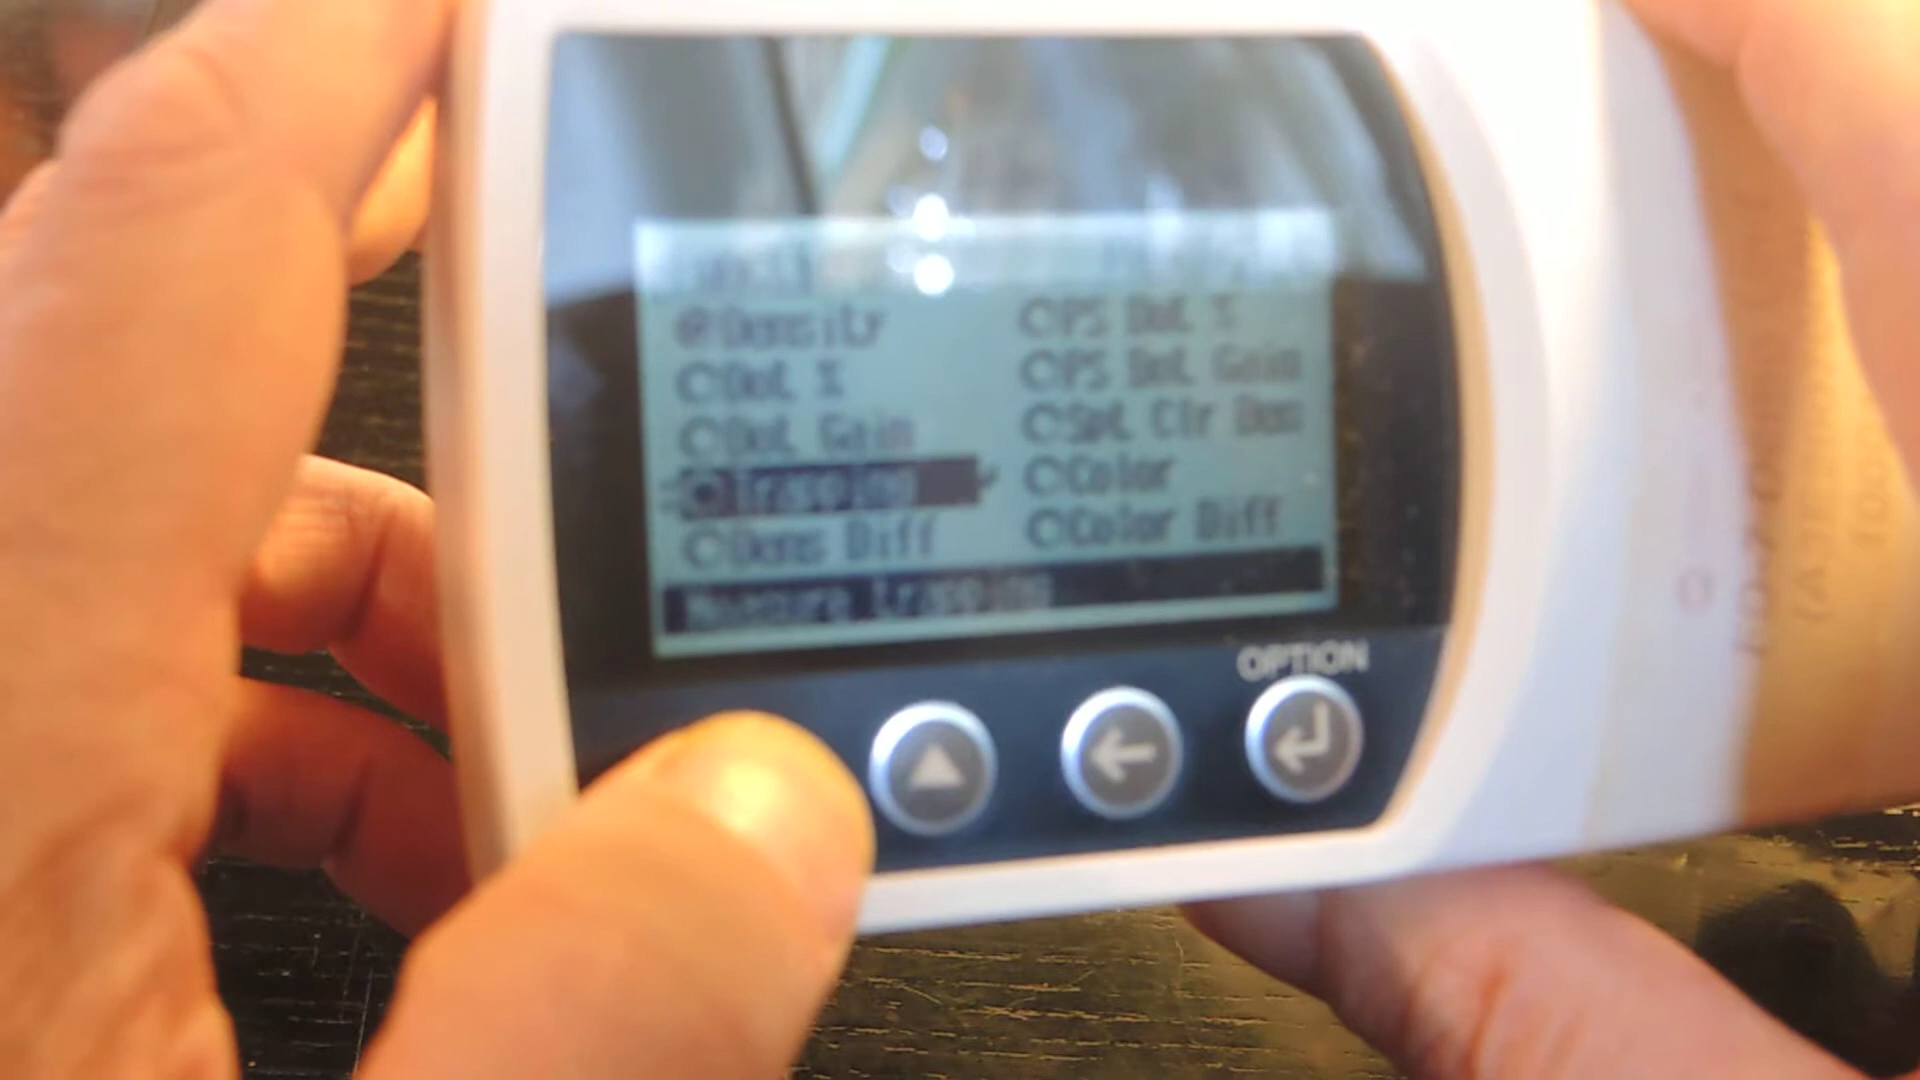 Density
Dot %
Dot Gain
Trapping
Dens Diff
PS Dot %
PS Dot Gain
Spt Clr Den
Color
Color Diff
Measure trapping
OPTION